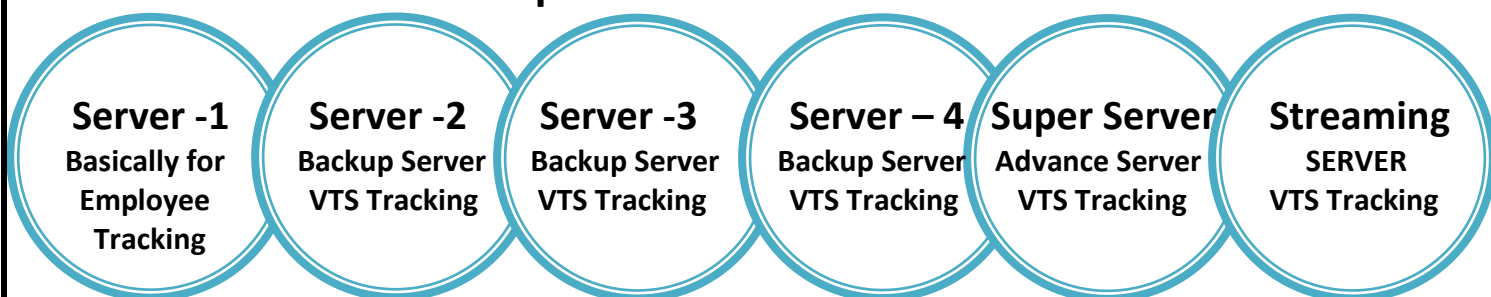 Server -1
Basically for
Employee
Tracking
Server -2
Backup Server
VTS Tracking
Server -3
Backup Server
VTS Tracking
Server – 4
Backup Server
VTS Tracking
Super Server
Advance Server
VTS Tracking
Streaming
SERVER
VTS Tracking